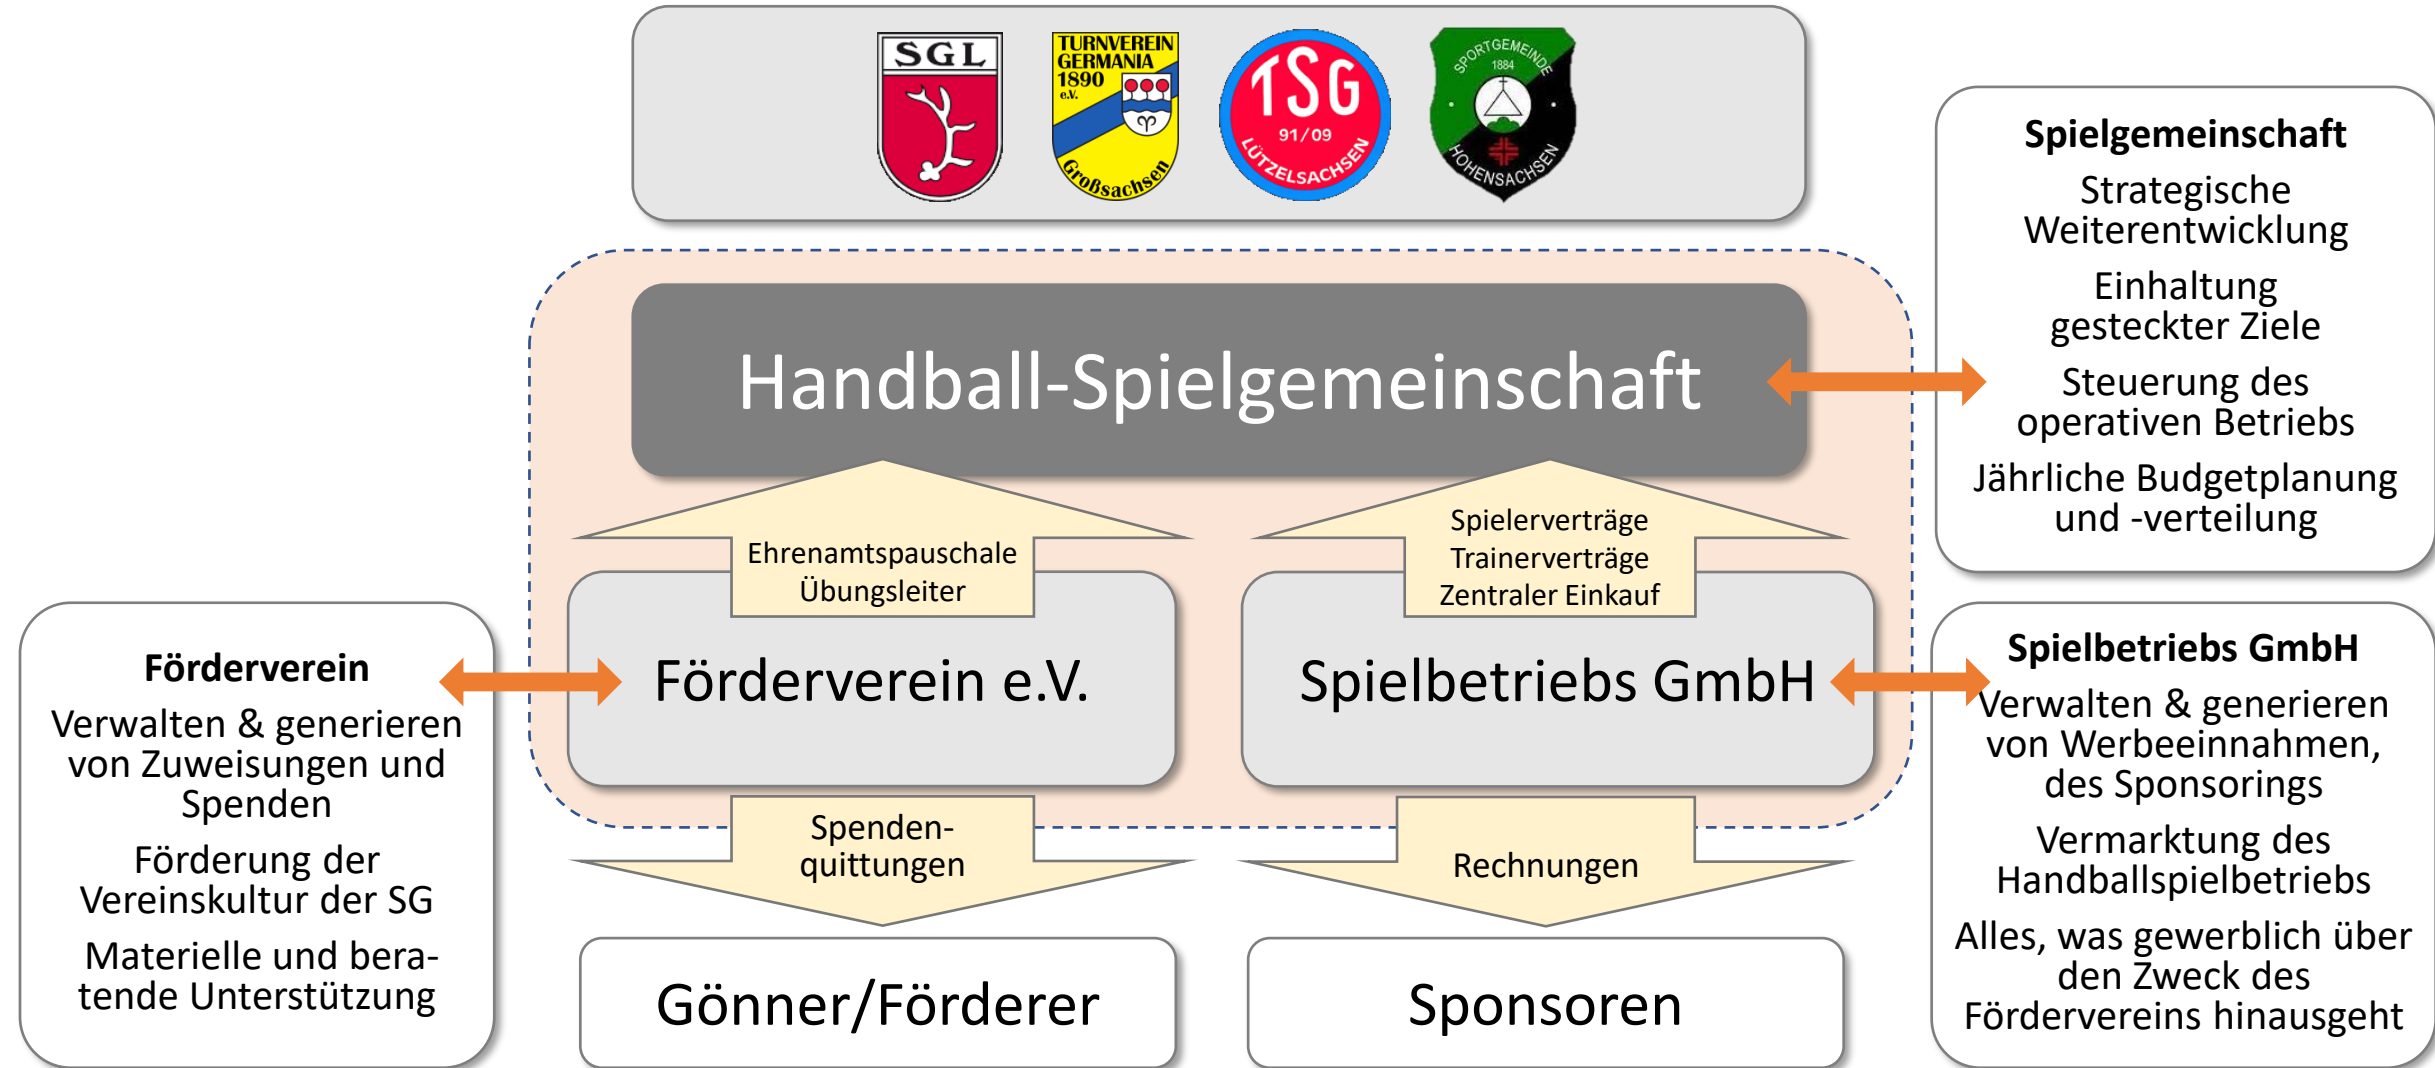 SGL
TURNVEREIN
GERMANIA
1890
e.V.
Großsachsen
TSG
91/09
LÜTZELSACHSEN
SPORTGEMEINDE
1884
HOHENSACHSEN
Handball-Spielgemeinschaft
Spielgemeinschaft
Strategische
Weiterentwicklung
Einhaltung
gesteckter Ziele
Steuerung des
operativen Betriebs
Jährliche Budgetplanung
und -verteilung
Ehrenamtspauschale
Übungsleiter
Spielerverträge
Trainerverträge
Zentraler Einkauf
Förderverein
Verwalten & generieren
von Zuweisungen und
Spenden
Förderung der
Vereinskultur der SG
Materielle und bera-
tende Unterstützung
Förderverein e.V.
Spielbetriebs GmbH
Spielbetriebs GmbH
Verwalten & generieren
von Werbeeinnahmen,
des Sponsorings
Vermarktung des
Handballspielbetriebs
Alles, was gewerblich über
den Zweck des
Fördervereins hinausgeht
Spenden-
quittungen
Rechnungen
Gönner/Förderer
Sponsoren